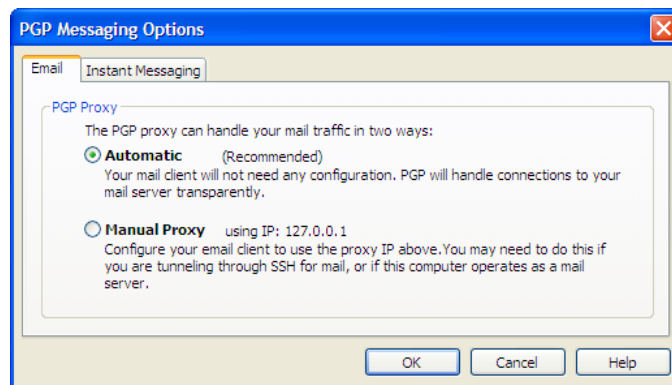 PGP Messaging Options
Email Instant Messaging
PGP Proxy
The PGP proxy can handle your mail traffic in two ways:
Automatic (Recommended)
Your mail client will not need any configuration. PGP will handle connections to your
mail server transparently.
Manual Proxy using IP: 127.0.0.1
Configure your email client to use the proxy IP above.You may need to do this if
you are tunneling through SSH for mail, or if this computer operates as a mail
server.
OK Cancel Help